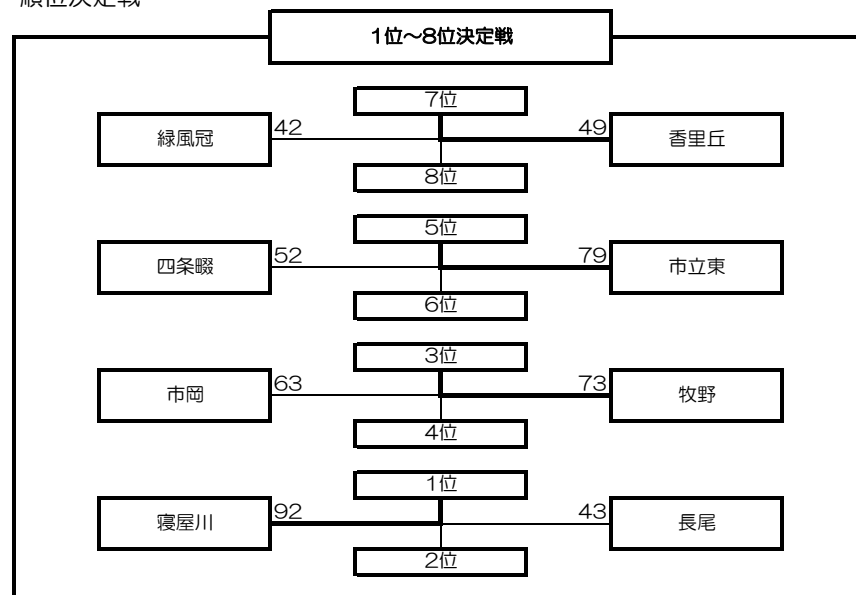 順位決定戦
1位～8位決定戦
7位
緑風冠 42 49 香里丘
8位
5位
四条畷 52 79 市立東
6位
3位
市岡 63 73 牧野
4位
1位
寝屋川 92 43 長尾
2位